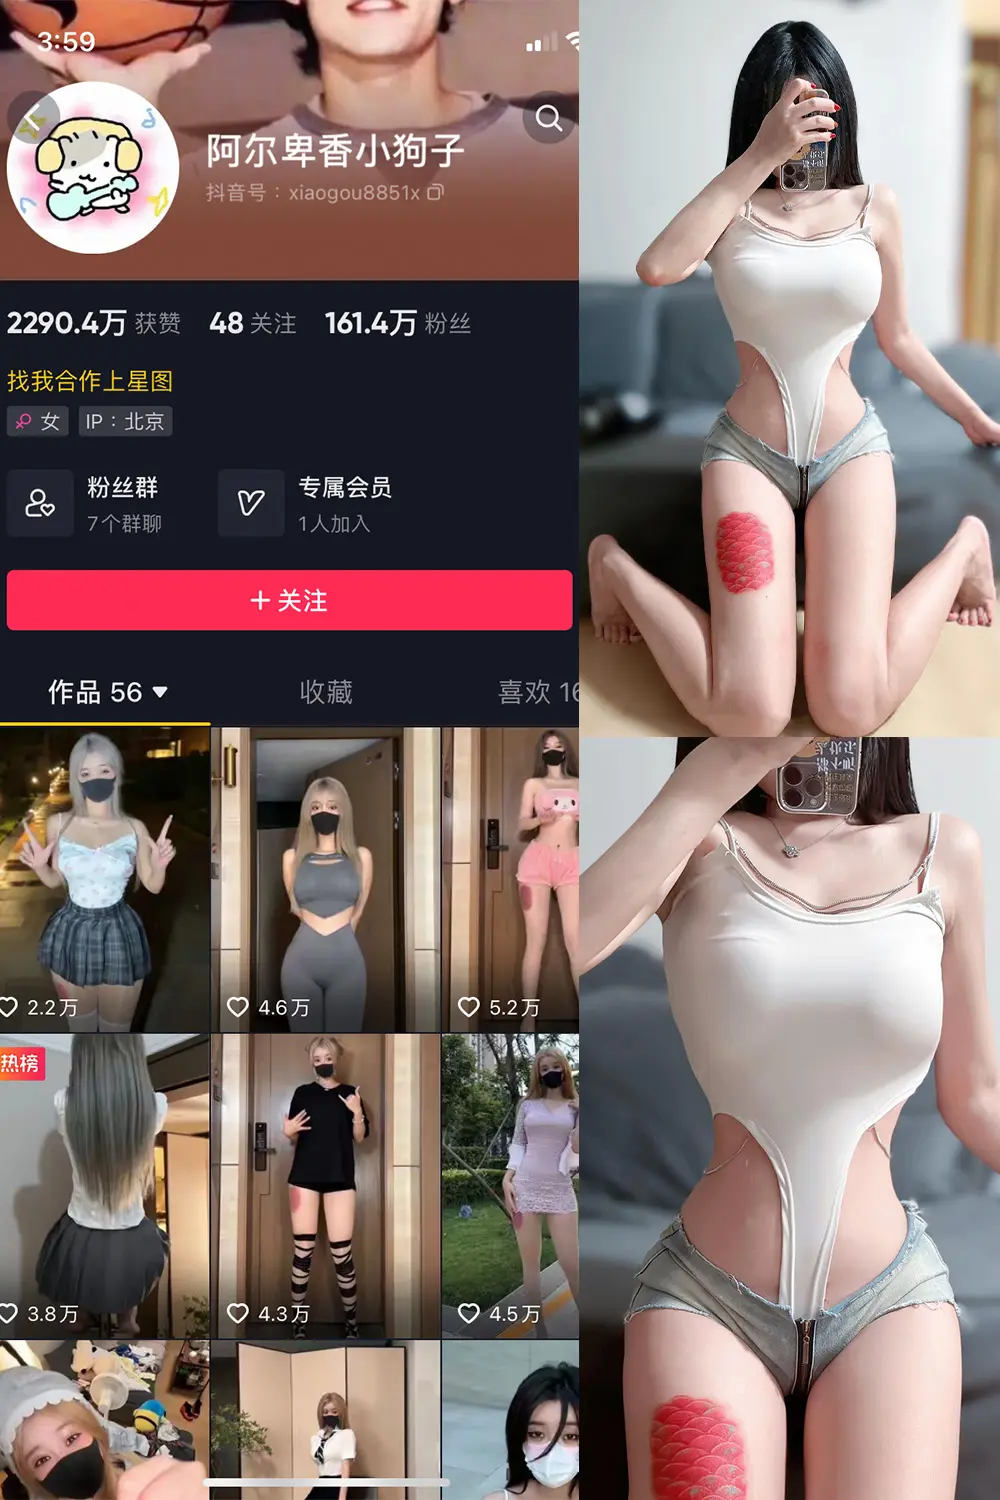 3:59
阿尔卑香小狗子
抖音号：xiaogou8851x
2290.4万 获赞 48 关注 161.4万 粉丝
找我合作上星图
女 IP：北京
粉丝群
7个群聊
专属会员
1人加入
+ 关注
作品 56 收藏 喜欢 16
2.2万 4.6万 5.2万
热榜
3.8万 4.3万 4.5万